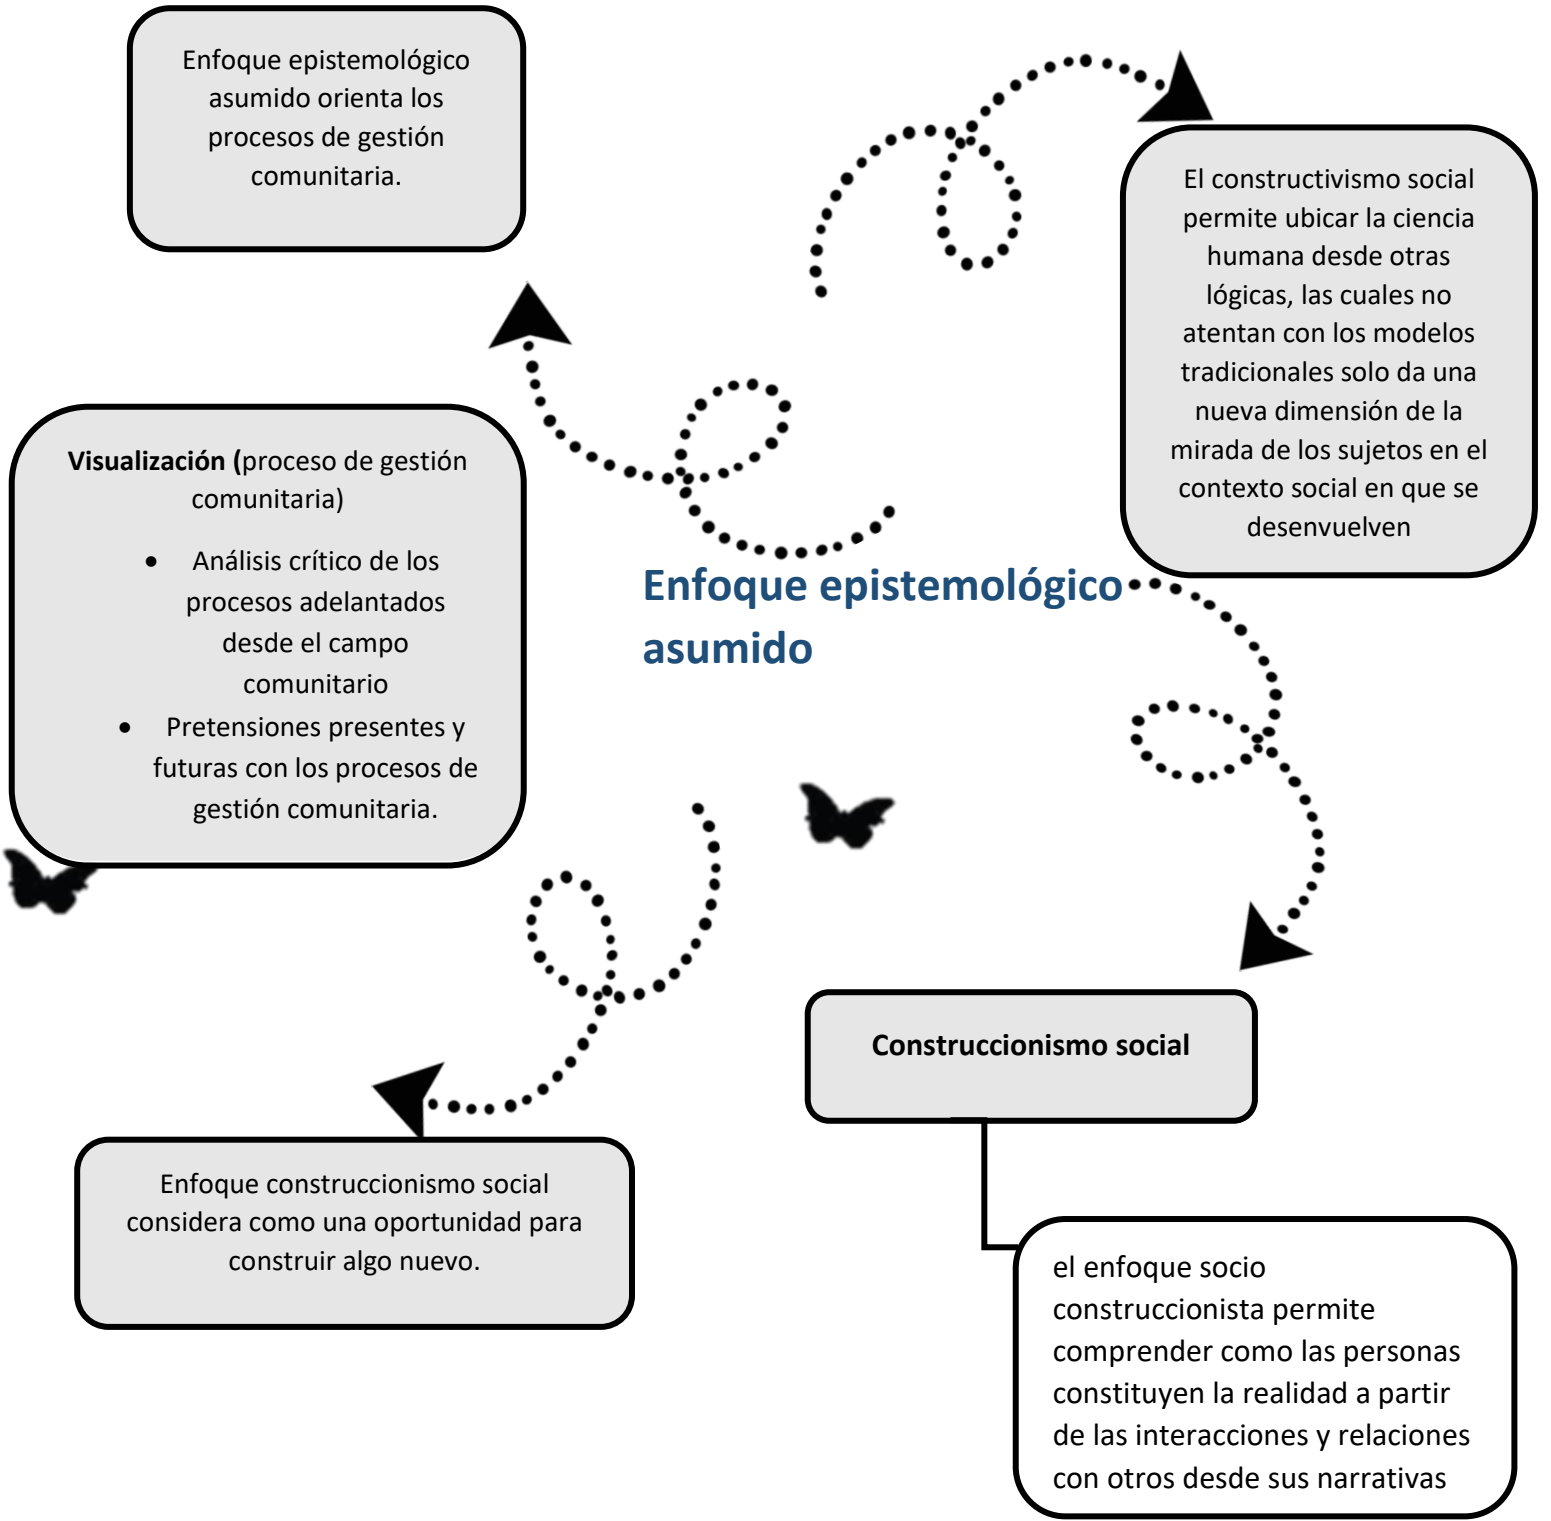 Enfoque epistemológico
asumido orienta los
procesos de gestión
comunitaria.
El constructivismo social
permite ubicar la ciencia
humana desde otras
lógicas, las cuales no
atentan con los modelos
tradicionales solo da una
nueva dimensión de la
mirada de los sujetos en el
contexto social en que se
desenvuelven
Visualización (proceso de gestión
comunitaria)
• Análisis crítico de los
procesos adelantados
desde el campo
comunitario
• Pretensiones presentes y
futuras con los procesos de
gestión comunitaria.
Enfoque epistemológico
asumido
Construccionismo social
Enfoque construccionismo social
considera como una oportunidad para
construir algo nuevo.
el enfoque socio
construccionista permite
comprender como las personas
constituyen la realidad a partir
de las interacciones y relaciones
con otros desde sus narrativas